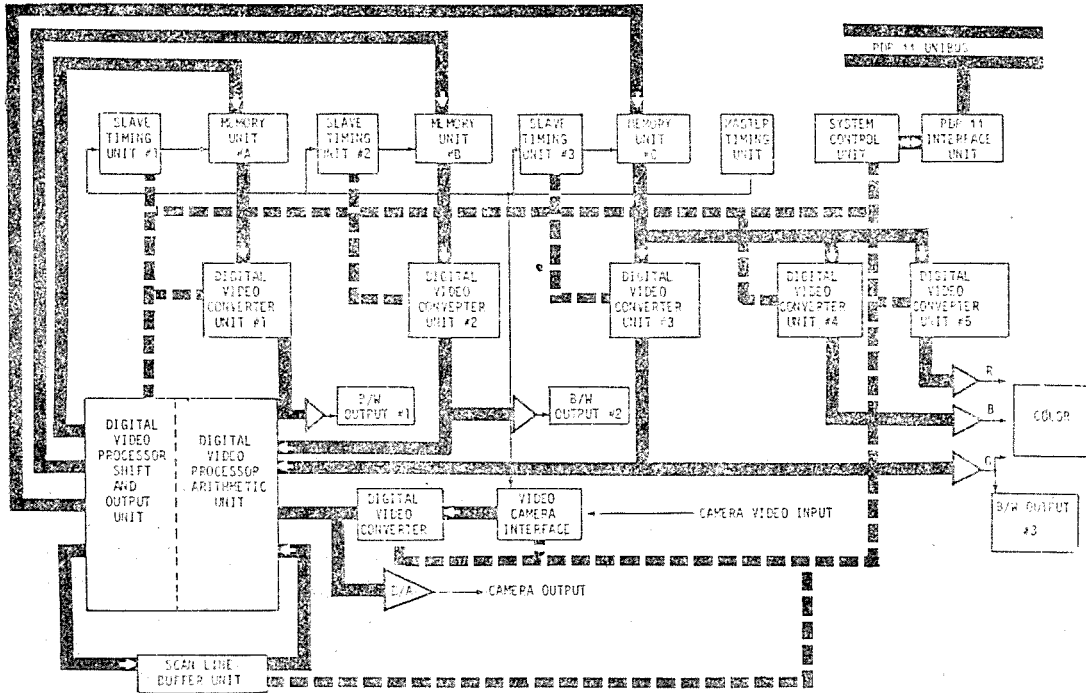 PDP 11 UNIBUS
SLAVE
TIMING
UNIT #1
MEMORY
UNIT
#A
SLAVE
TIMING
UNIT #2
MEMORY
UNIT
#B
SLAVE
TIMING
UNIT #3
MEMORY
UNIT
#C
MASTER
TIMING
UNIT
SYSTEM
CONTROL
UNIT
PDP 11
INTERFACE
UNIT
DIGITAL
VIDEO
CONVERTER
UNIT #1
DIGITAL
VIDEO
CONVERTER
UNIT #2
DIGITAL
VIDEO
CONVERTER
UNIT #3
DIGITAL
VIDEO
CONVERTER
UNIT #4
DIGITAL
VIDEO
CONVERTER
UNIT #5
B/W
OUTPUT #1
B/W
OUTPUT #2
R
B
G
COLOR
B/W OUTPUT
#3
DIGITAL
VIDEO
PROCESSOR
SHIFT
AND
OUTPUT
UNIT
DIGITAL
VIDEO
PROCESSOR
ARITHMETIC
UNIT
DIGITAL
VIDEO
CONVERTER
VIDEO
CAMERA
INTERFACE
CAMERA VIDEO INPUT
D/A
CAMERA OUTPUT
SCAN LINE
BUFFER UNIT